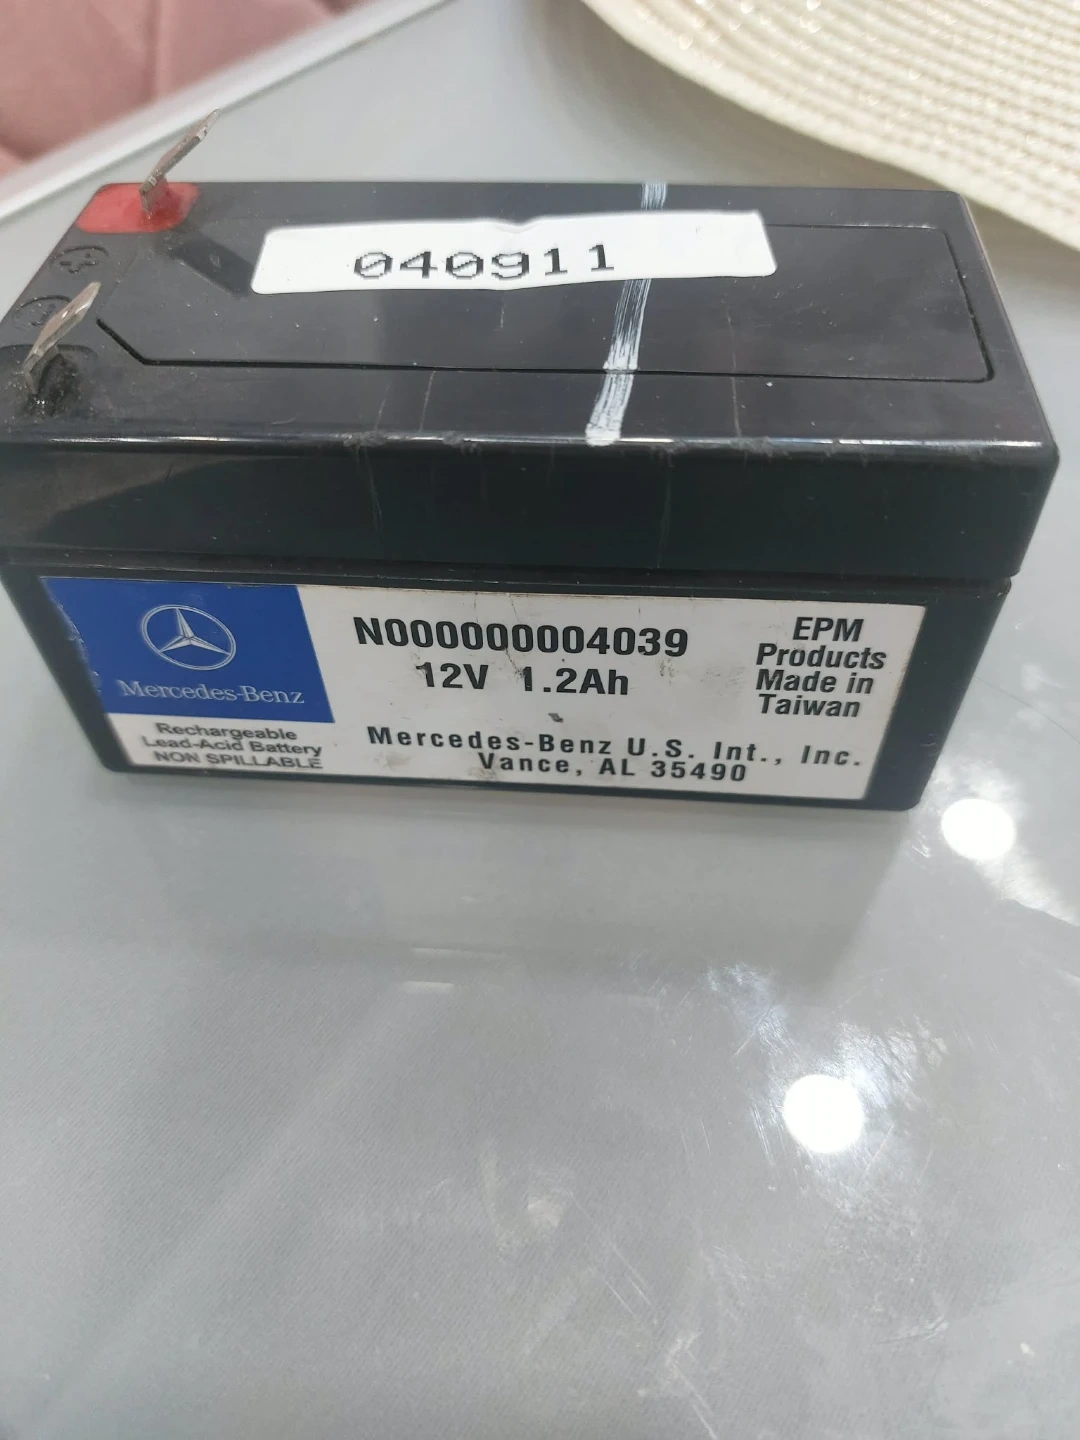 040911
+
-
Mercedes-Benz
Rechargeable
Lead-Acid Battery
NON SPILLABLE
N000000004039
12V 1.2Ah
Mercedes-Benz U.S. Int., Inc.
Vance, AL 35490
EPM
Products
Made in
Taiwan